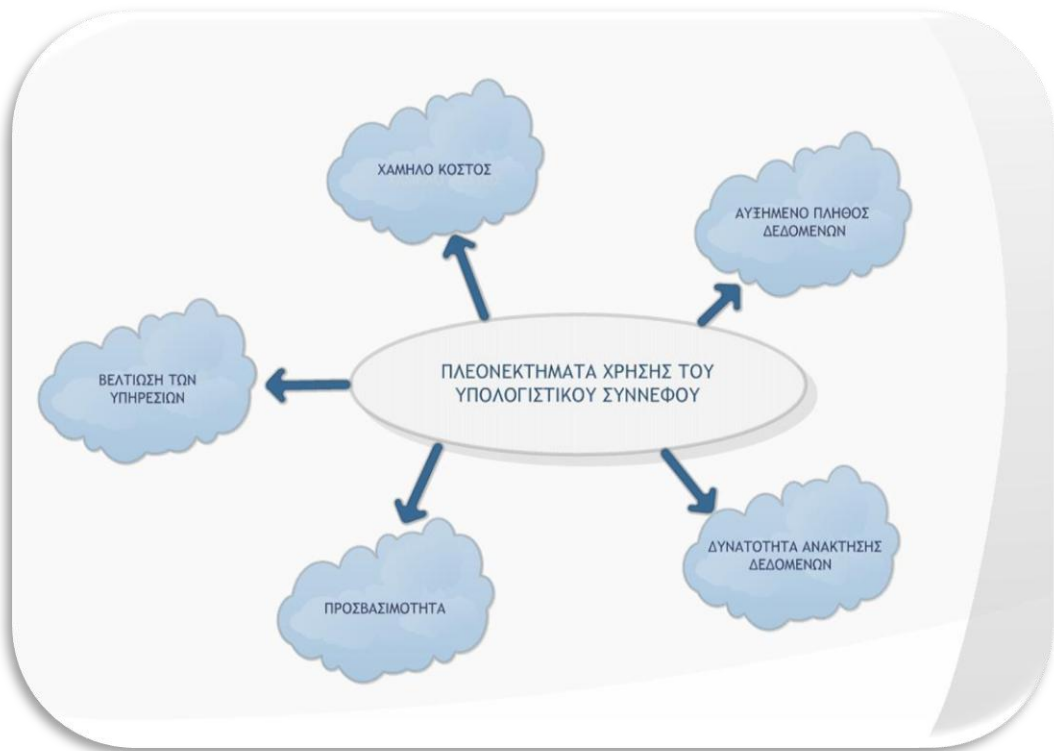 ΧΑΜΗΛΟ ΚΟΣΤΟΣ
ΑΥΞΗΜΕΝΟ ΠΛΗΘΟΣ
ΔΕΔΟΜΕΝΩΝ
ΠΛΕΟΝΕΚΤΗΜΑΤΑ ΧΡΗΣΗΣ ΤΟΥ
ΥΠΟΛΟΓΙΣΤΙΚΟΥ ΣΥΝΝΕΦΟΥ
ΒΕΛΤΙΩΣΗ ΤΩΝ
ΥΠΗΡΕΣΙΩΝ
ΔΥΝΑΤΟΤΗΤΑ ΑΝΑΚΤΗΣΗΣ
ΔΕΔΟΜΕΝΩΝ
ΠΡΟΣΒΑΣΙΜΟΤΗΤΑ